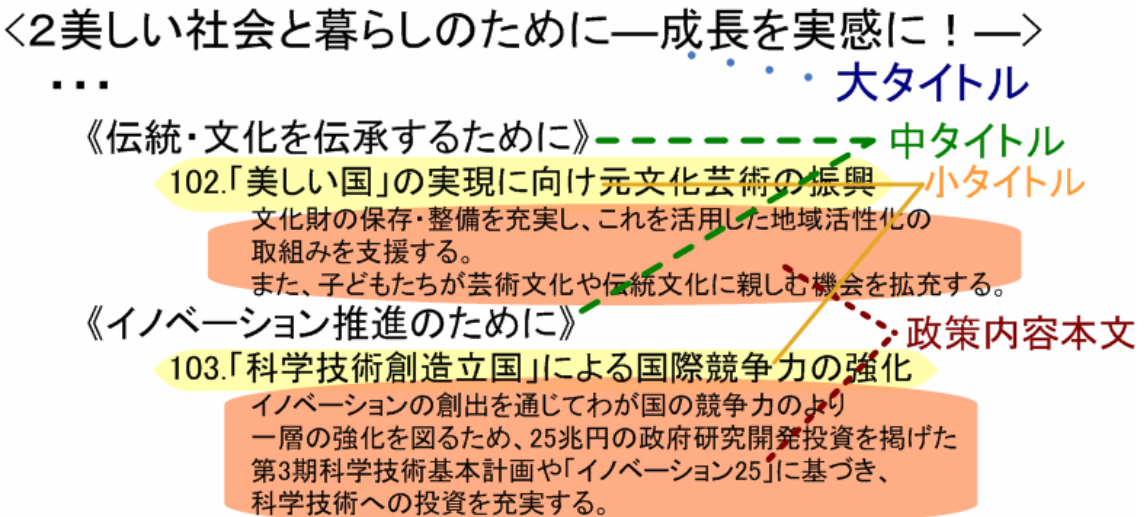 <2美しい社会と暮らしのために―成長を実感に！―>
・・・
大タイトル
《伝統・文化を伝承するために》
中タイトル
102.「美しい国」の実現に向け元文化芸術の振興
小タイトル
文化財の保存・整備を充実し、これを活用した地域活性化の
取組みを支援する。
また、子どもたちが芸術文化や伝統文化に親しむ機会を拡充する。
《イノベーション推進のために》
政策内容本文
103.「科学技術創造立国」による国際競争力の強化
イノベーションの創出を通じてわが国の競争力のより
一層の強化を図るため、25兆円の政府研究開発投資を掲げた
第3期科学技術基本計画や「イノベーション25」に基づき、
科学技術への投資を充実する。